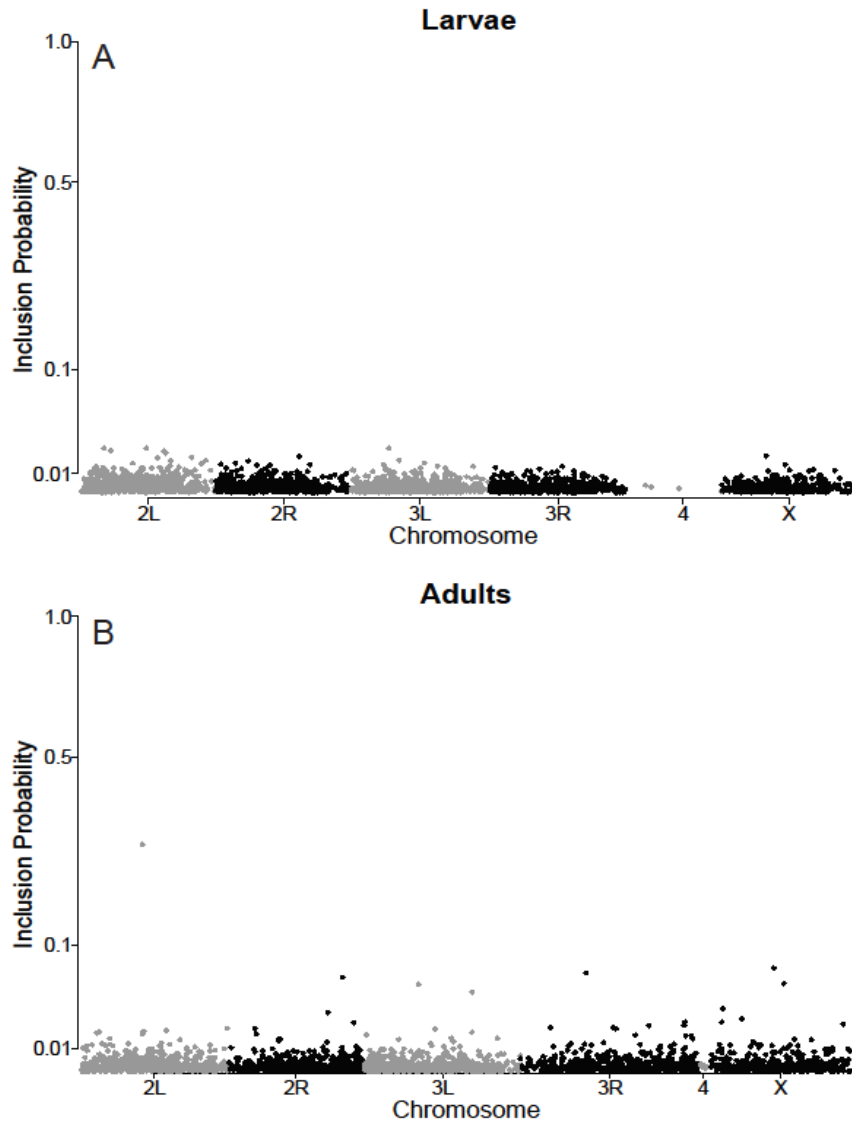 Larvae
A
1.0
0.5
0.1
0.01
Inclusion Probability
2L 2R 3L 3R 4 X
Chromosome
Adults
B
1.0
0.5
0.1
0.01
Inclusion Probability
2L 2R 3L 3R 4 X
Chromosome